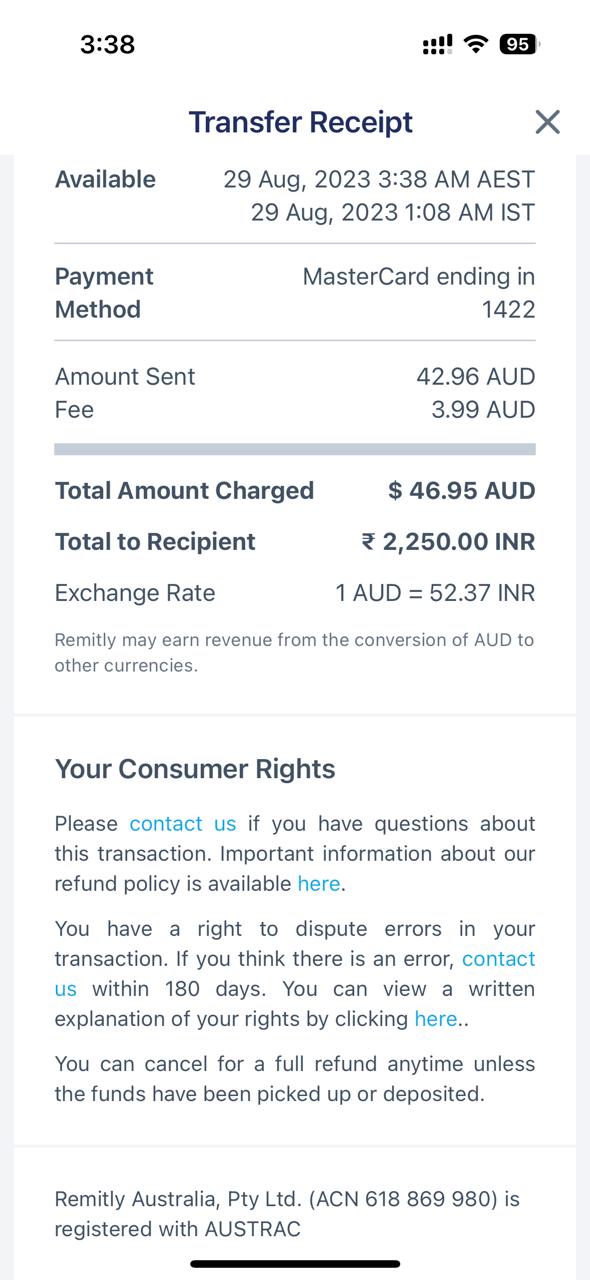 3:38
95
Transfer Receipt
Available 29 Aug, 2023 3:38 AM AEST
29 Aug, 2023 1:08 AM IST
Payment MasterCard ending in
Method 1422
Amount Sent 42.96 AUD
Fee 3.99 AUD
Total Amount Charged $ 46.95 AUD
Total to Recipient ₹ 2,250.00 INR
Exchange Rate 1 AUD = 52.37 INR
Remitly may earn revenue from the conversion of AUD to
other currencies.
Your Consumer Rights
Please contact us if you have questions about
this transaction. Important information about our
refund policy is available here.
You have a right to dispute errors in your
transaction. If you think there is an error, contact
us within 180 days. You can view a written
explanation of your rights by clicking here..
You can cancel for a full refund anytime unless
the funds have been picked up or deposited.
Remitly Australia, Pty Ltd. (ACN 618 869 980) is
registered with AUSTRAC